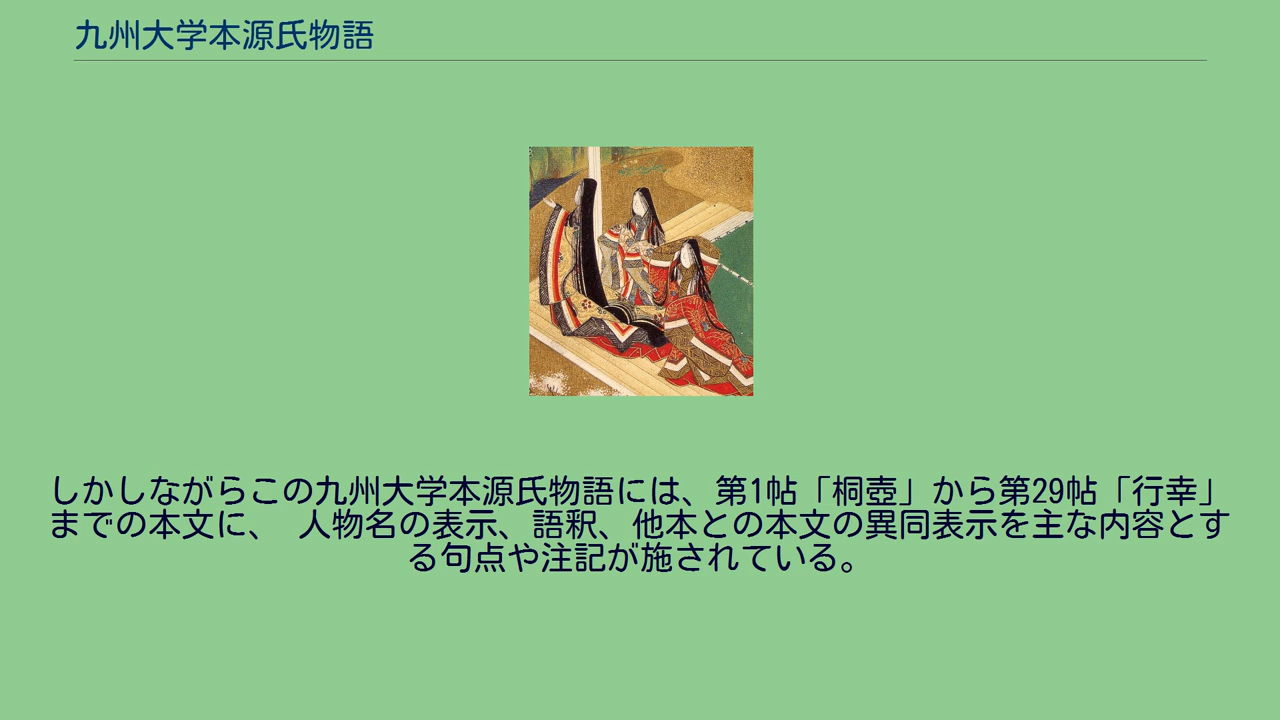 九州大学本源氏物語
しかしながらこの九州大学本源氏物語には、第1帖「桐壺」から第29帖「行幸」
までの本文に、 人物名の表示、語釈、他本との本文の異同表示を主な内容とす
る句点や注記が施されている。